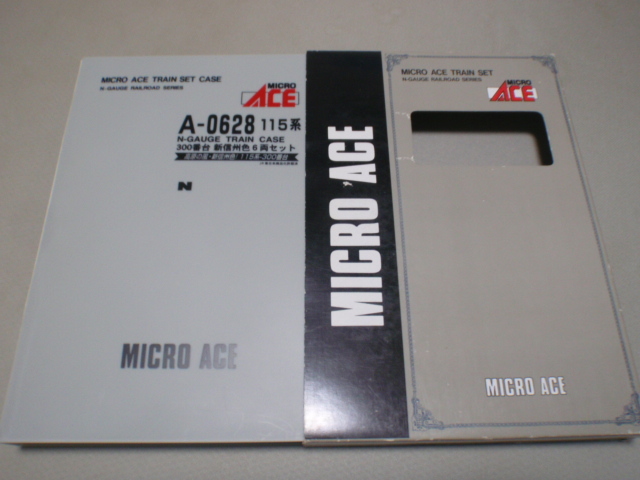 MICRO ACE TRAIN SET CASE
N-GAUGE RAILROAD SERIES
MICRO
ACE
A-0628 115系
N-GAUGE TRAIN CASE
300番台 新信州色 6両セット
N
MICRO ACE
MICRO ACE
MICRO ACE TRAIN SET
N-GAUGE RAILROAD SERIES
MICRO
ACE
MICRO ACE